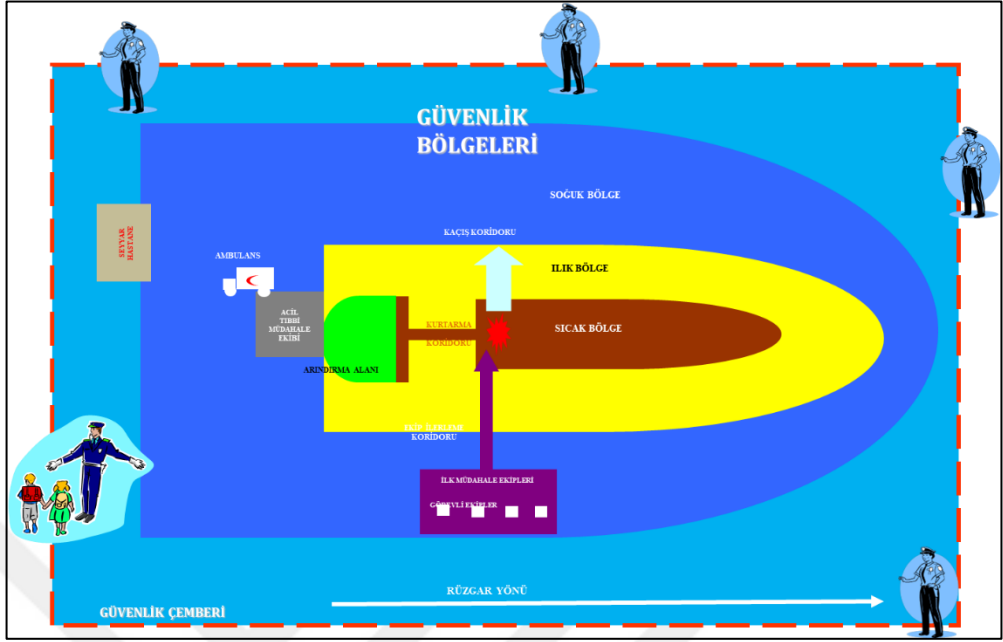 GÜVENLİK
BÖLGELERİ
SOĞUK BÖLGE
KAÇIŞ KORİDORU
SEYYAR
HASTANE
AMBULANS
ILIK BÖLGE
ACİL
TIBBİ
MÜDAHALE
EKİBİ
KURTARMA
KORİDORU
SICAK BÖLGE
ARINDIRMA ALANI
KORİDORU
İLK MÜDAHALE EKİPLERİ
GÖREVLİ EKİPLER
RÜZGAR YÖNÜ
GÜVENLİK ÇEMBERİ